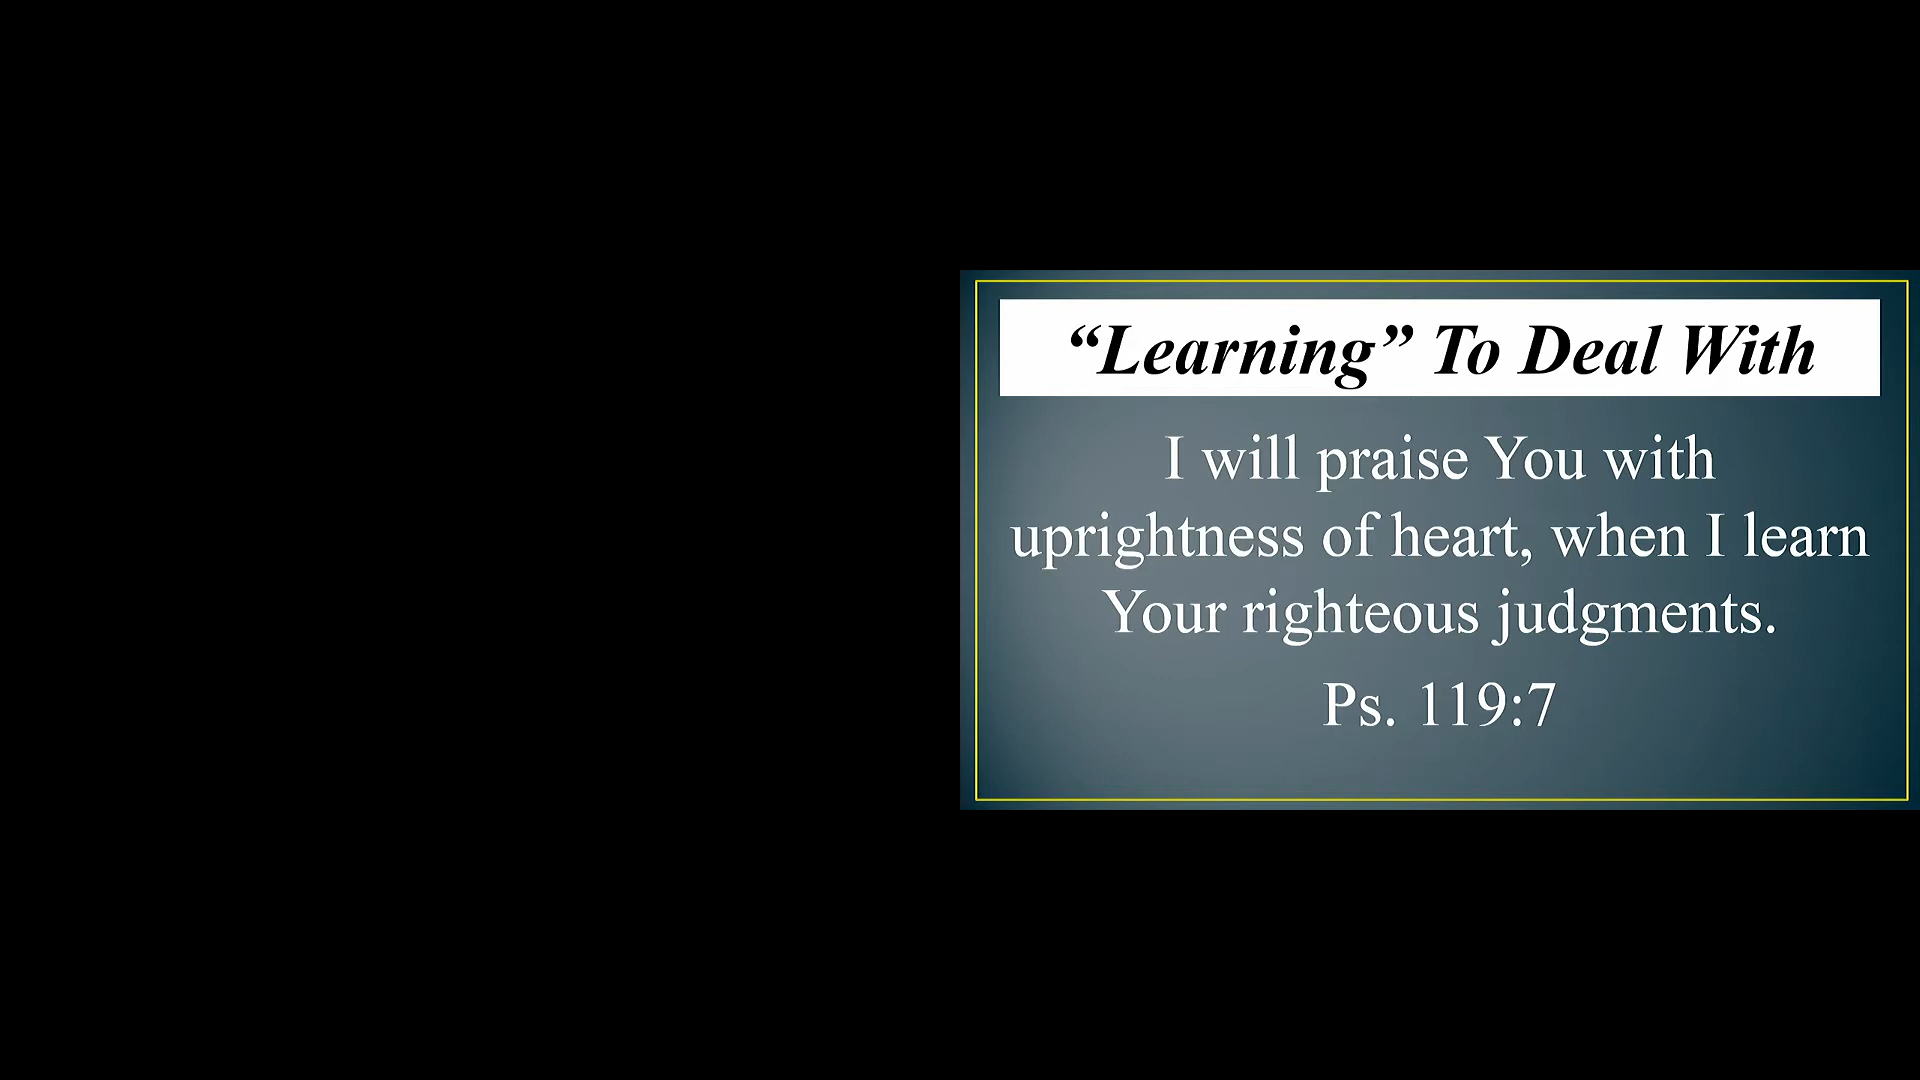 “Learning” To Deal With
I will praise You with
uprightness of heart, when I learn
Your righteous judgments.
Ps. 119:7